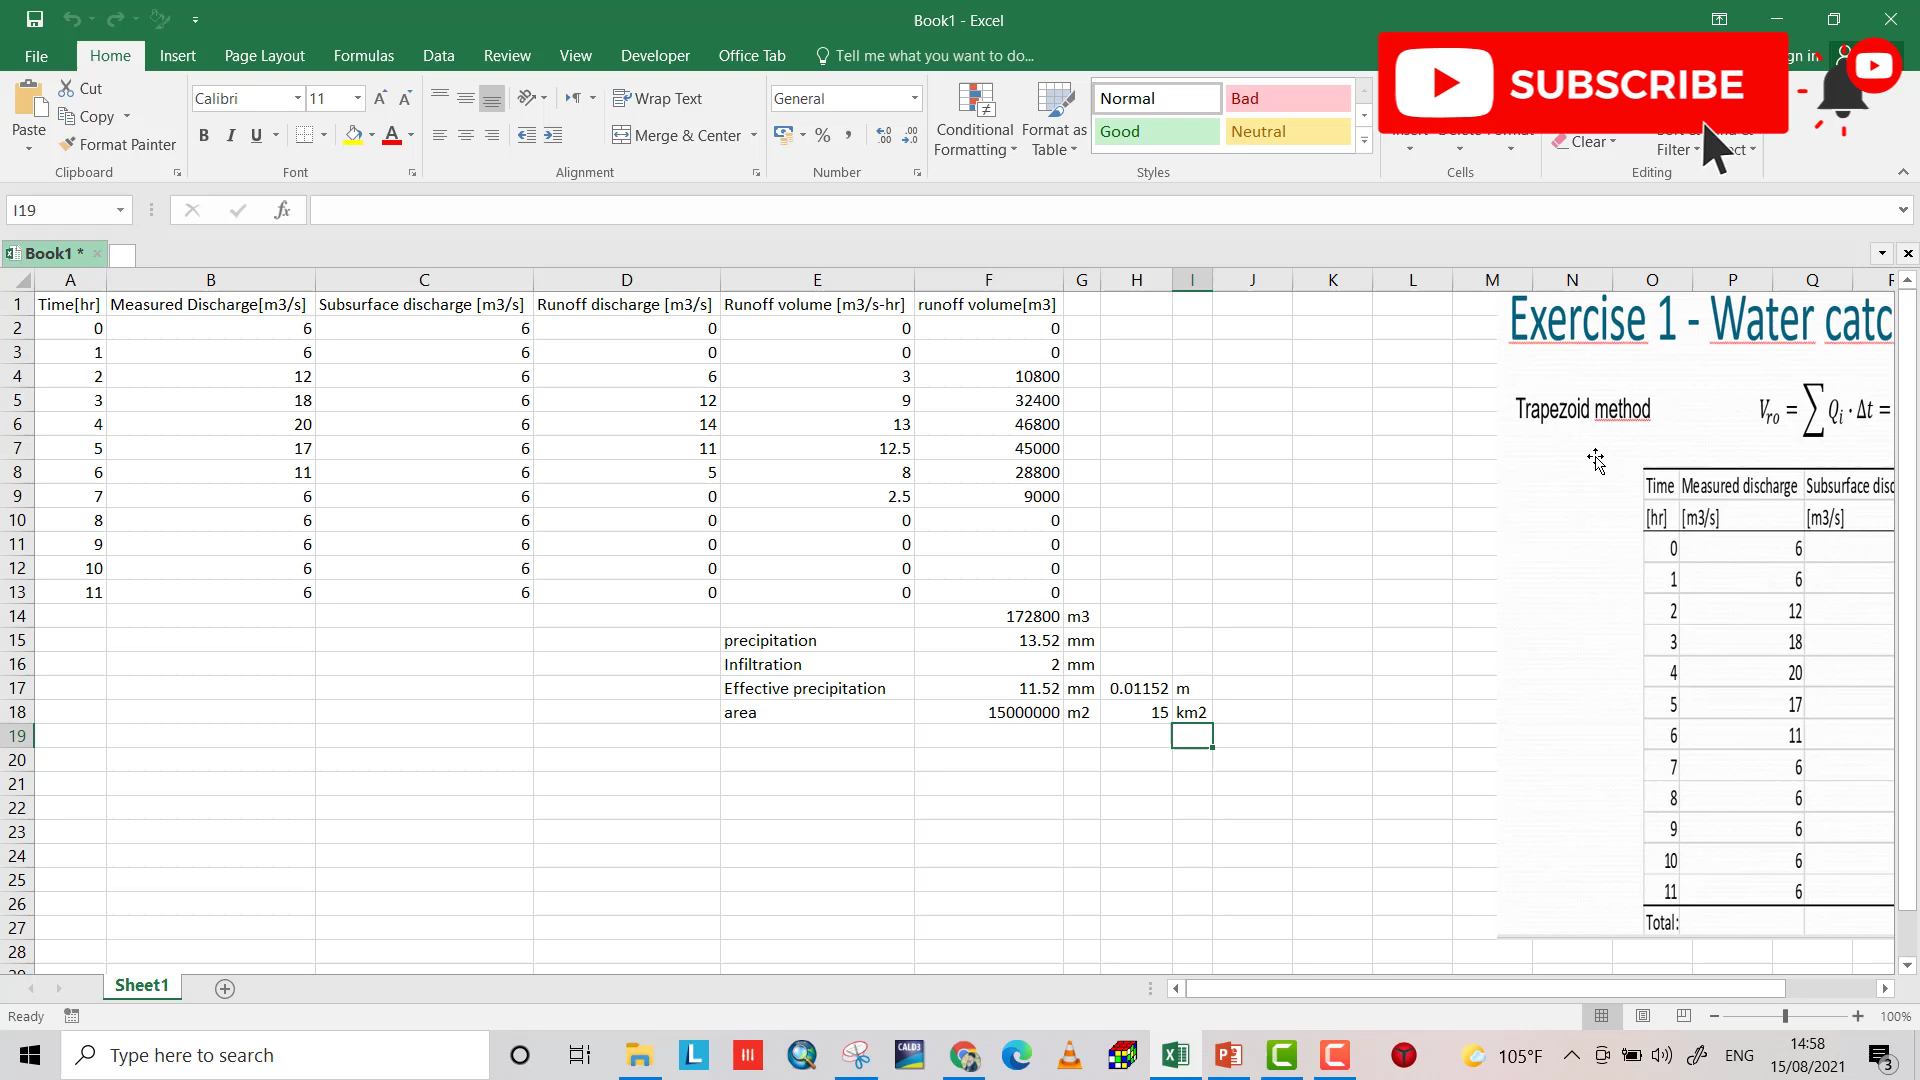 Book1 - Excel
File Home Insert Page Layout Formulas Data Review View Developer Office Tab Tell me what you want to do...
SUBSCRIBE
Paste
Cut
Copy
Format Painter
Clipboard
Calibri 11
B I U
Font
Wrap Text
Merge & Center
Alignment
General
Number
Conditional Formatting
Format as Table
Normal Bad
Good Neutral
Styles
Cells
Clear
Filter
Editing
I19
fx
Book1 *
A B C D E F G H I J K L M N O P Q
1 Time[hr] Measured Discharge[m3/s] Subsurface discharge [m3/s] Runoff discharge [m3/s] Runoff volume [m3/s-hr] runoff volume[m3]
2 0 6 6 0 0 0
3 1 6 6 0 0 0
4 2 12 6 6 3 10800
5 3 18 6 12 9 32400
6 4 20 6 14 13 46800
7 5 17 6 11 12.5 45000
8 6 11 6 5 8 28800
9 7 6 6 0 2.5 9000
10 8 6 6 0 0 0
11 9 6 6 0 0 0
12 10 6 6 0 0 0
13 11 6 6 0 0 0
14 172800 m3
15 precipitation 13.52 mm
16 Infiltration 2 mm
17 Effective precipitation 11.52 mm 0.01152 m
18 area 15000000 m2 15 km2
19
20
21
22
23
24
25
26
27
28
Exercise 1 - Water catc
Trapezoid method Vro = ∑ Qi · Δt =
Time Measured discharge Subsurface disc
[hr] [m3/s] [m3/s]
0 6
1 6
2 12
3 18
4 20
5 17
6 11
7 6
8 6
9 6
10 6
11 6
Total:
Sheet1
Ready
100%
Type here to search
105°F
ENG
14:58
15/08/2021
3